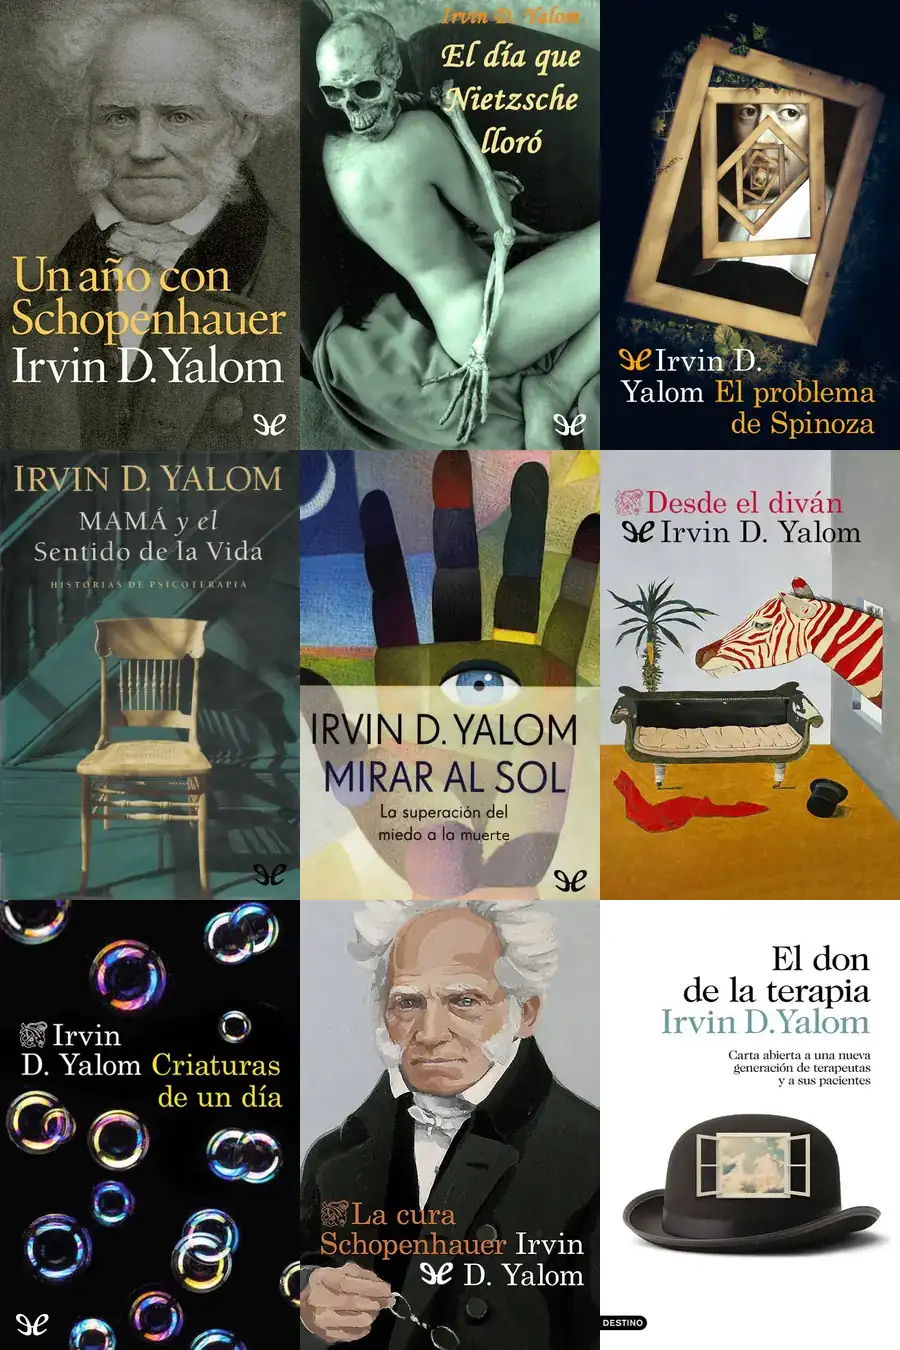 Un año con
Schopenhauer
Irvin D. Yalom
Irvin D. Yalom
El día que
Nietzsche
lloró
Irvin D.
Yalom El problema
de Spinoza
IRVIN D. YALOM
MAMÁ y el
Sentido de la Vida
HISTORIAS DE PSICOTERAPIA
IRVIN D. YALOM
MIRAR AL SOL
La superación del
miedo a la muerte
Desde el diván
Irvin D. Yalom
Irvin
D. Yalom Criaturas
de un día
La cura
Schopenhauer Irvin
D. Yalom
El don
de la terapia
Irvin D. Yalom
Carta abierta a una nueva
generación de terapeutas
y a sus pacientes
DESTINO